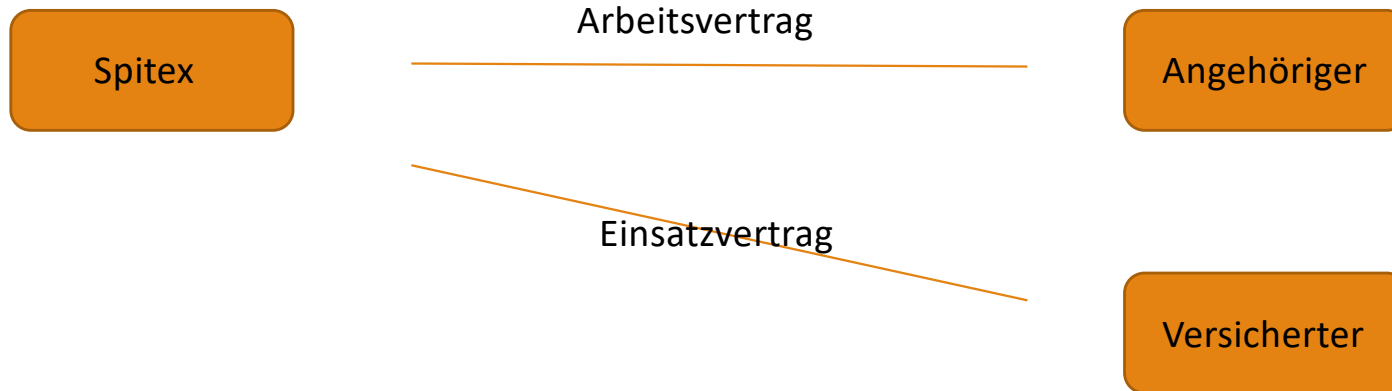 Arbeitsvertrag
Spitex
Angehöriger
Einsatzvertrag
Versicherter